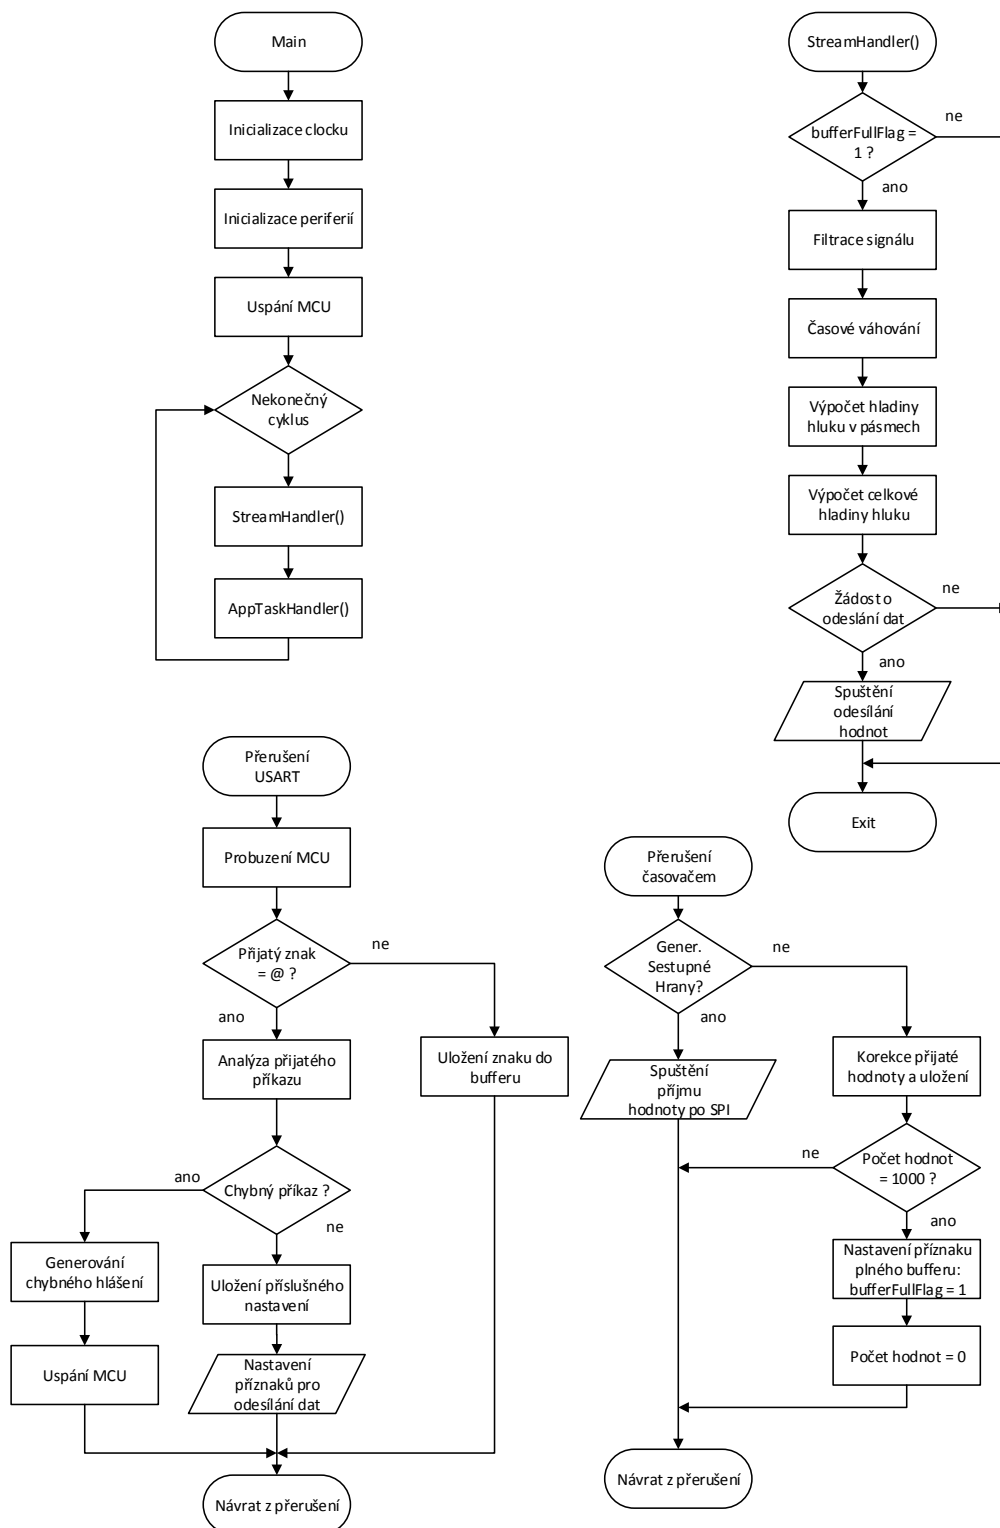 Main
Inicializace clocku
Inicializace periferií
Uspání MCU
Nekonečný
cyklus
StreamHandler()
AppTaskHandler()
StreamHandler()
bufferFullFlag =
1 ?
ne
ano
Filtrace signálu
Časové váhování
Výpočet hladiny
hluku v pásmech
Výpočet celkové
hladiny hluku
Žádost o
odeslání dat
ne
ano
Spuštění
odesílání
hodnot
Exit
Přerušení
USART
Probuzení MCU
Přijatý znak
= @ ?
ne
ano
Analýza přijatého
příkazu
Uložení znaku do
bufferu
Chybný příkaz ?
ano
ne
Generování
chybného hlášení
Uspání MCU
Uložení příslušného
nastavení
Nastavení
příznaků pro
odesílání dat
Návrat z přerušení
Přerušení
časovačem
Gener.
Sestupné
Hrany?
ne
ano
Spuštění
příjmu
hodnoty po SPI
Korekce přijaté
hodnoty a uložení
Počet hodnot
= 1000 ?
ne
ano
Nastavení příznaku
plného bufferu:
bufferFullFlag = 1
Počet hodnot = 0
Návrat z přerušení